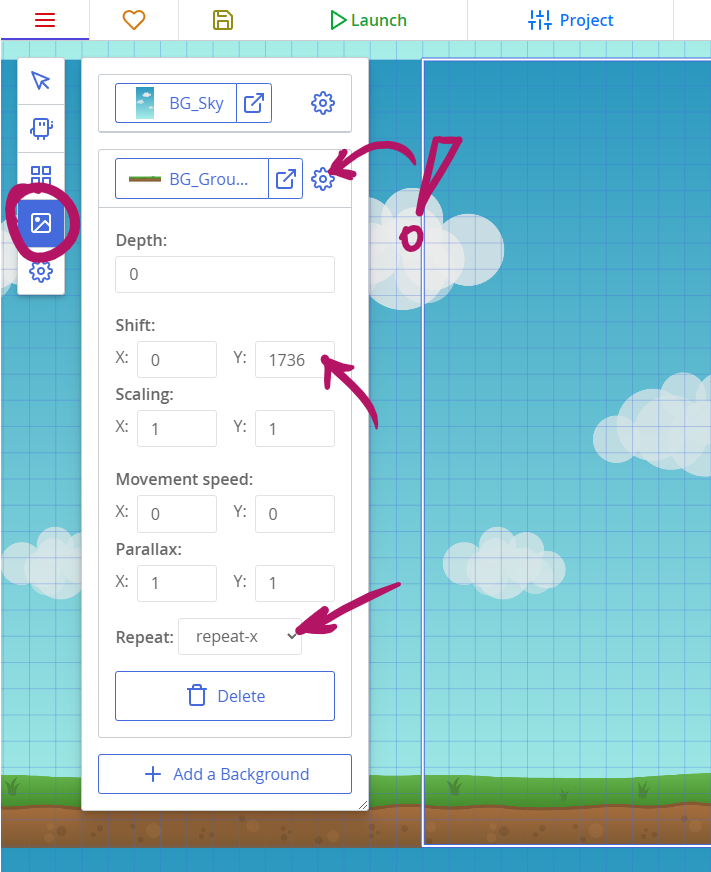 Launch
Project
BG_Sky
BG_Grou...
Depth:
0
Shift:
X: 0 Y: 1736
Scaling:
X: 1 Y: 1
Movement speed:
X: 0 Y: 0
Parallax:
X: 1 Y: 1
Repeat: repeat-x
Delete
Add a Background